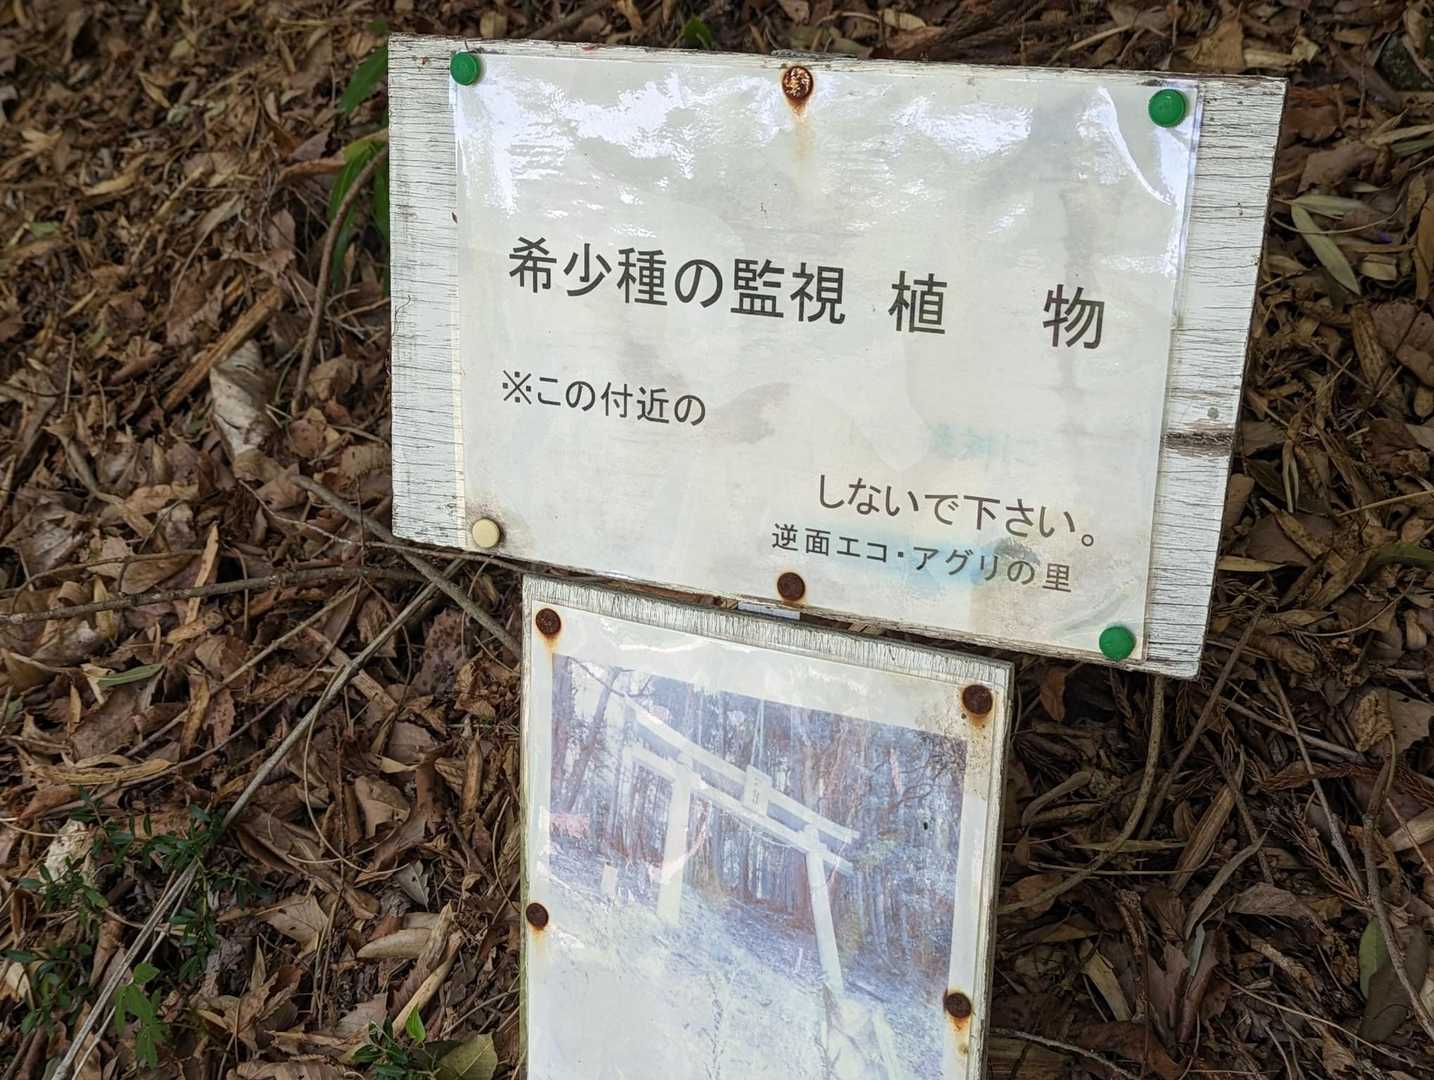 希少種の監視 植 物
※この付近の
しないで下さい。
逆面エコ・アグリの里